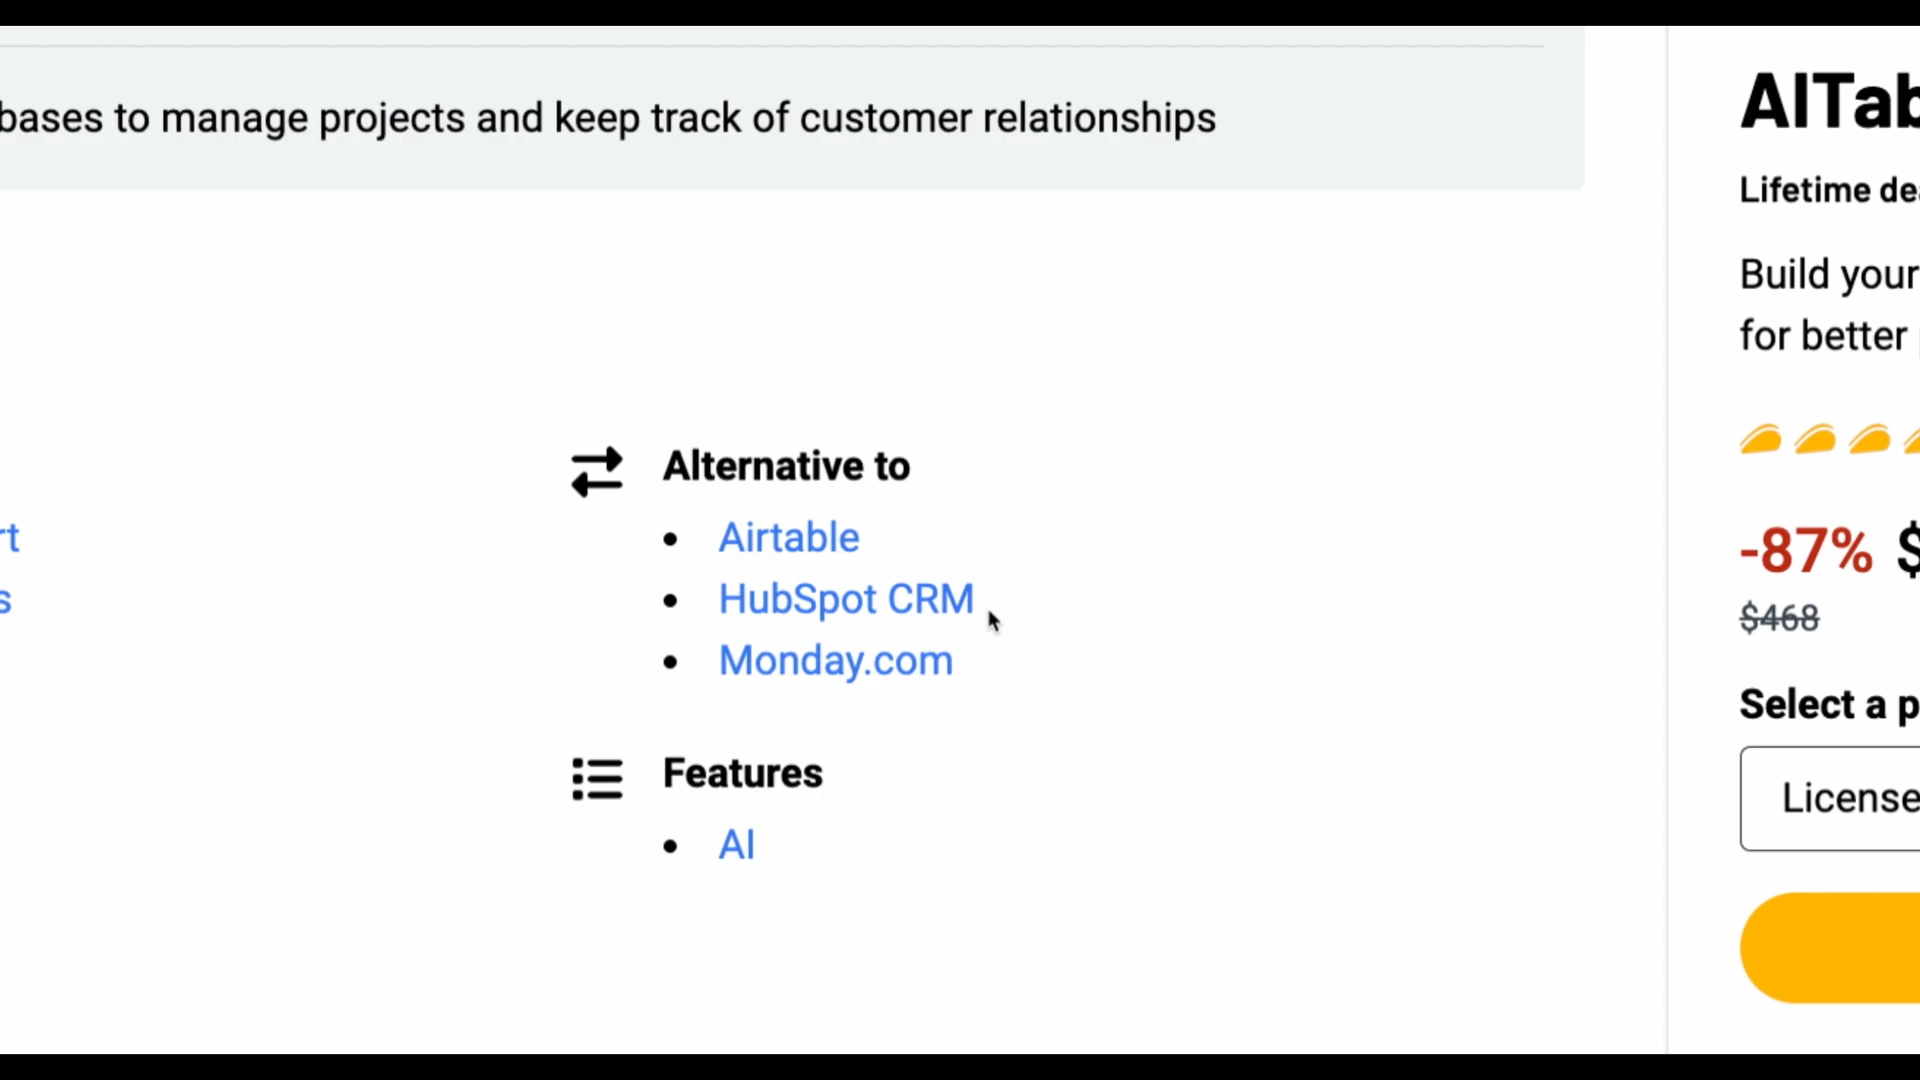 bases to manage projects and keep track of customer relationships
Alternative to
Airtable
HubSpot CRM
Monday.com
Features
AI
AITab
Lifetime dea
Build your
for better
-87% $
$468
Select a p
License